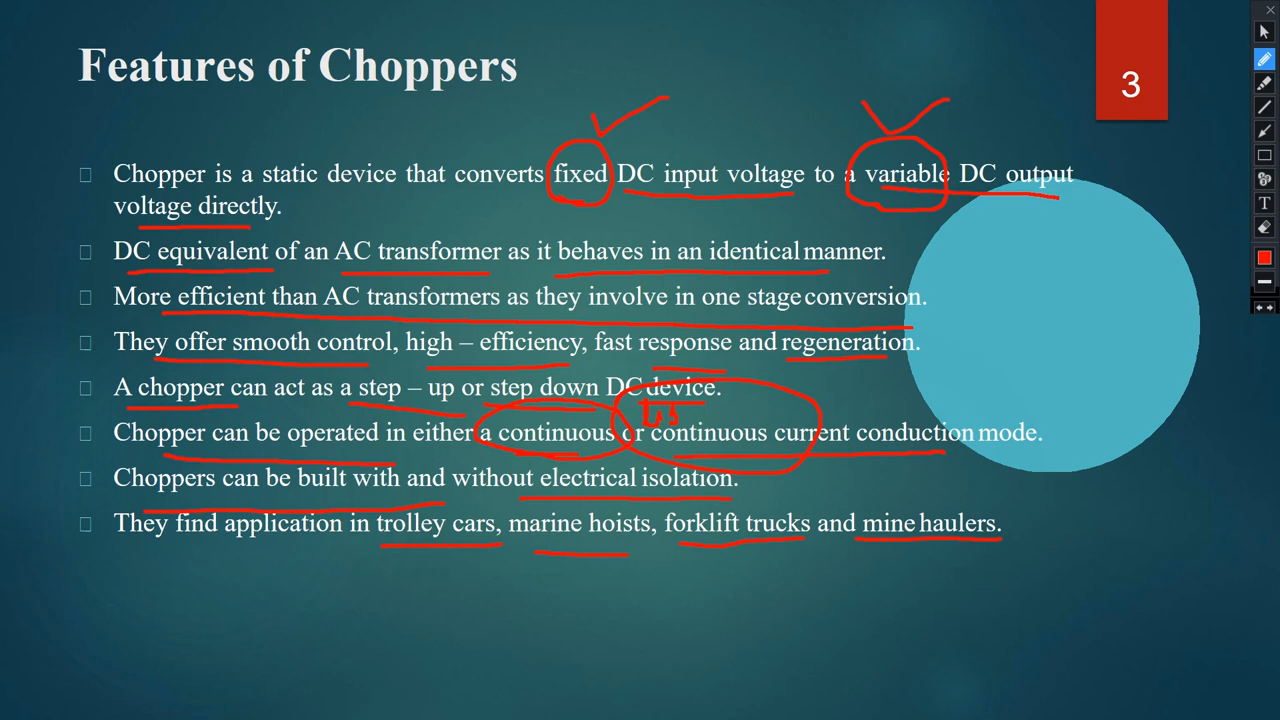 Features of Choppers
3
Chopper is a static device that converts fixed DC input voltage to a variable DC output
voltage directly.
DC equivalent of an AC transformer as it behaves in an identical manner.
More efficient than AC transformers as they involve in one stage conversion.
They offer smooth control, high – efficiency, fast response and regeneration.
A chopper can act as a step – up or step down DC device.
Chopper can be operated in either a continuous or continuous current conduction mode.
Choppers can be built with and without electrical isolation.
They find application in trolley cars, marine hoists, forklift trucks and mine haulers.
T